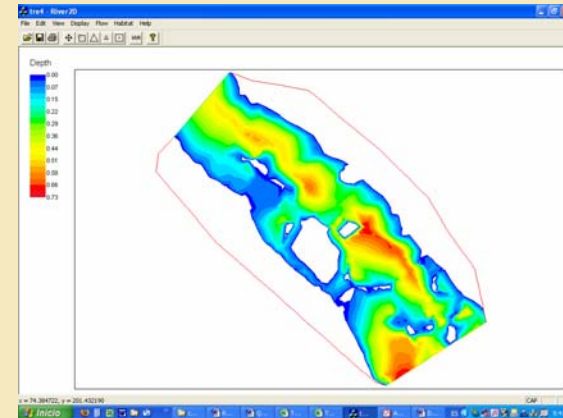 tre4 - River2D
File Edit View Display Flow Habitat Help
Depth
0.00
0.07
0.15
0.22
0.29
0.36
0.44
0.51
0.58
0.66
0.73
x = 74.384722, y = 201.432190
CAP
Inicio